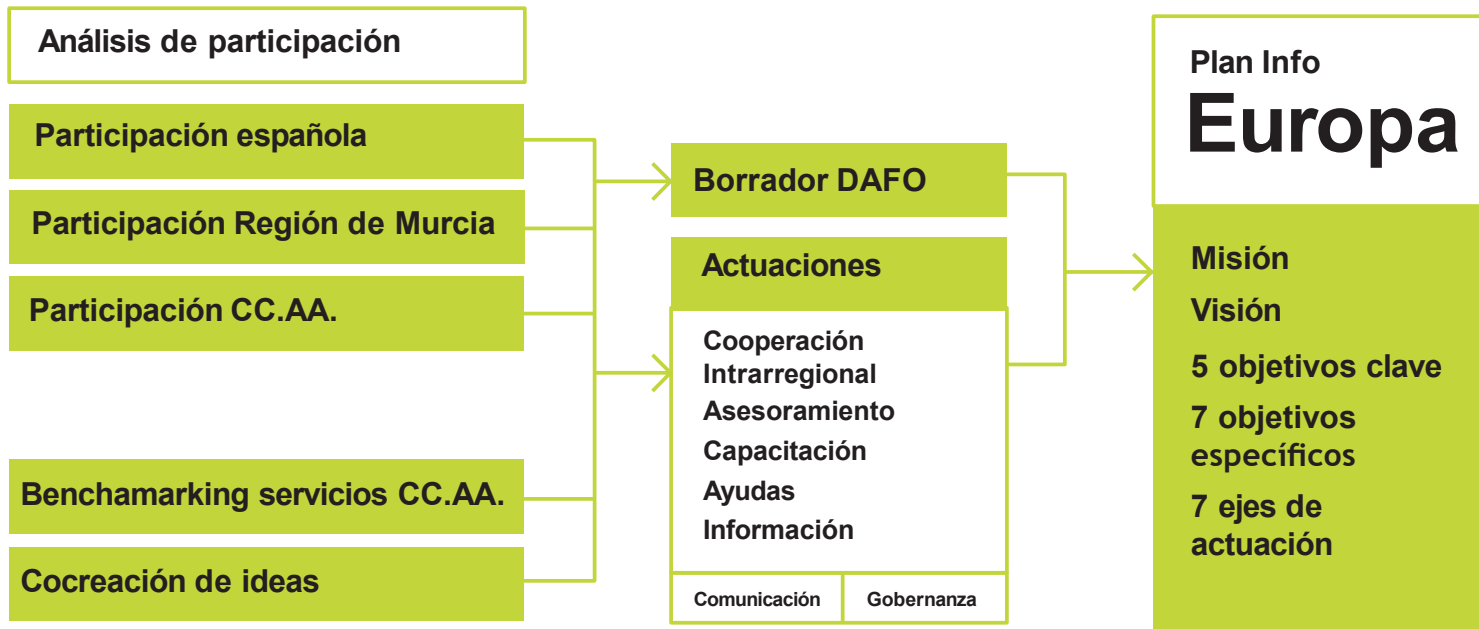 Análisis de participación
Participación española
Participación Región de Murcia
Participación CC.AA.
Benchamarking servicios CC.AA.
Cocreación de ideas
Borrador DAFO
Actuaciones
Cooperación
Intrarregional
Asesoramiento
Capacitación
Ayudas
Información
Comunicación
Gobernanza
Plan Info
Europa
Misión
Visión
5 objetivos clave
7 objetivos
específicos
7 ejes de
actuación